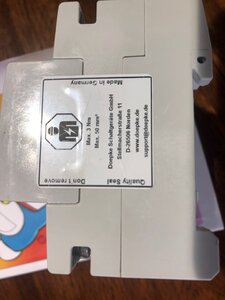 Made in Germany
Max. 3 Nm
Max. 50 mm²
Doepke Schaltgeräte GmbH
Stellmacherstraße 11
D-26506 Norden
www.doepke.de
support@doepke.de
Don't remove
Quality Seal